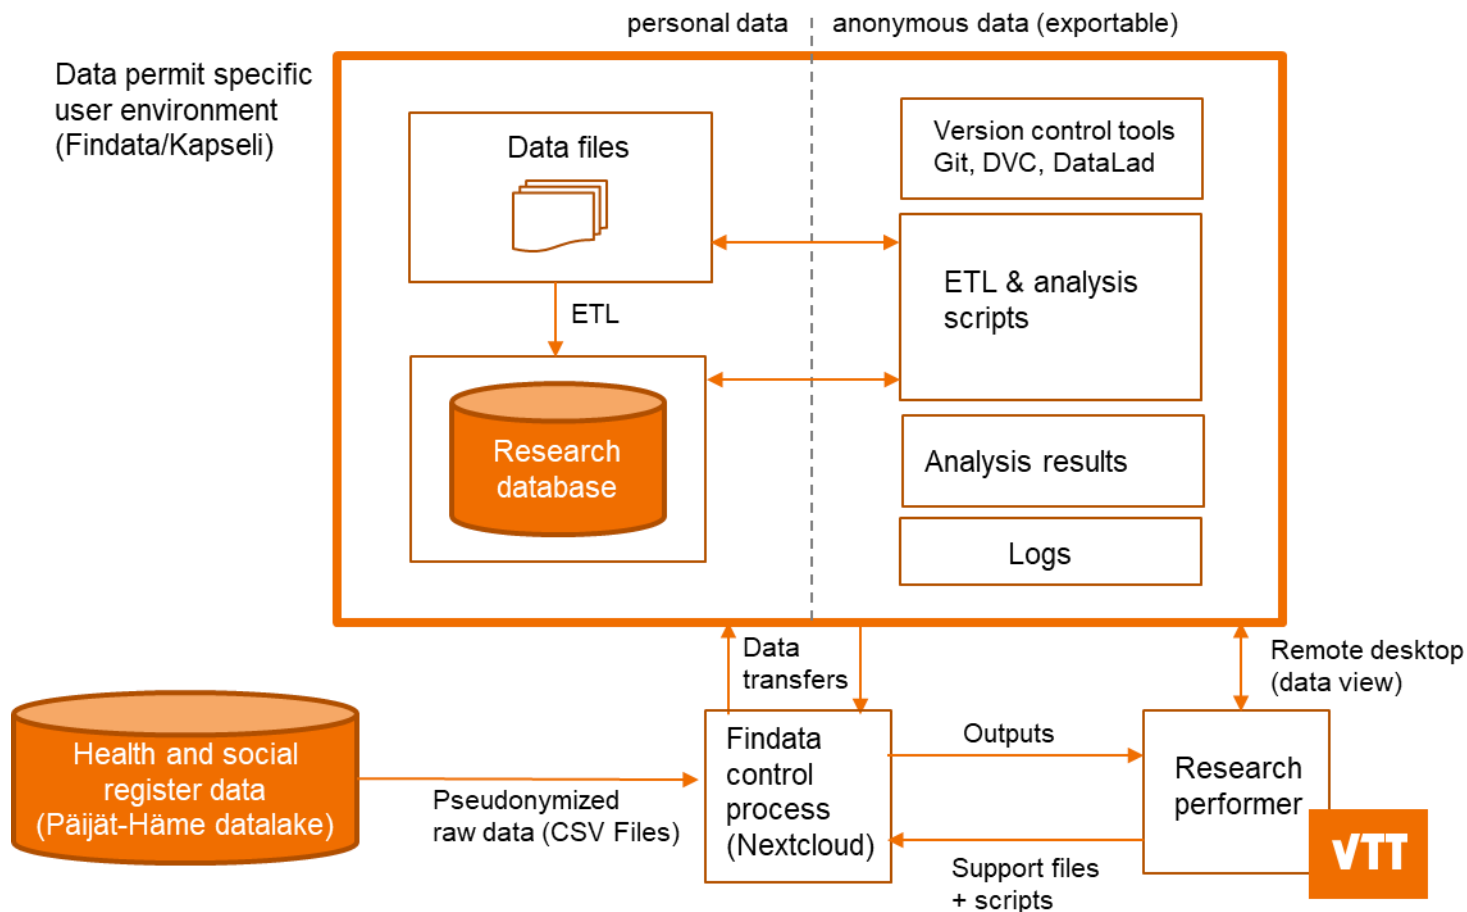 personal data
anonymous data (exportable)
Data permit specific
user environment
(Findata/Kapseli)
Data files
Version control tools
Git, DVC, DataLad
ETL & analysis
scripts
ETL
Research
database
Analysis results
Logs
Data
transfers
Remote desktop
(data view)
Health and social
register data
(Päijät-Häme datalake)
Pseudonymized
raw data (CSV Files)
Findata
control
process
(Nextcloud)
Outputs
Research
performer
Support files
+ scripts
VTT